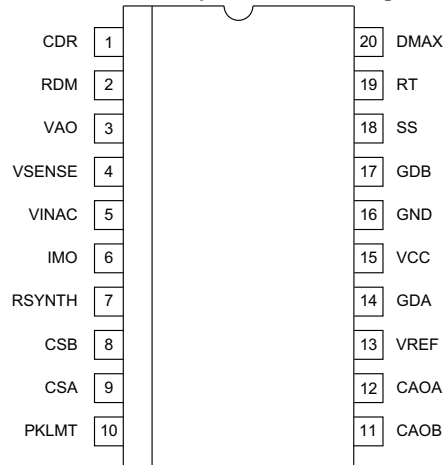 CDR 1 20 DMAX
RDM 2 19 RT
VAO 3 18 SS
VSENSE 4 17 GDB
VINAC 5 16 GND
IMO 6 15 VCC
RSYNTH 7 14 GDA
CSB 8 13 VREF
CSA 9 12 CAOA
PKLMT 10 11 CAOB